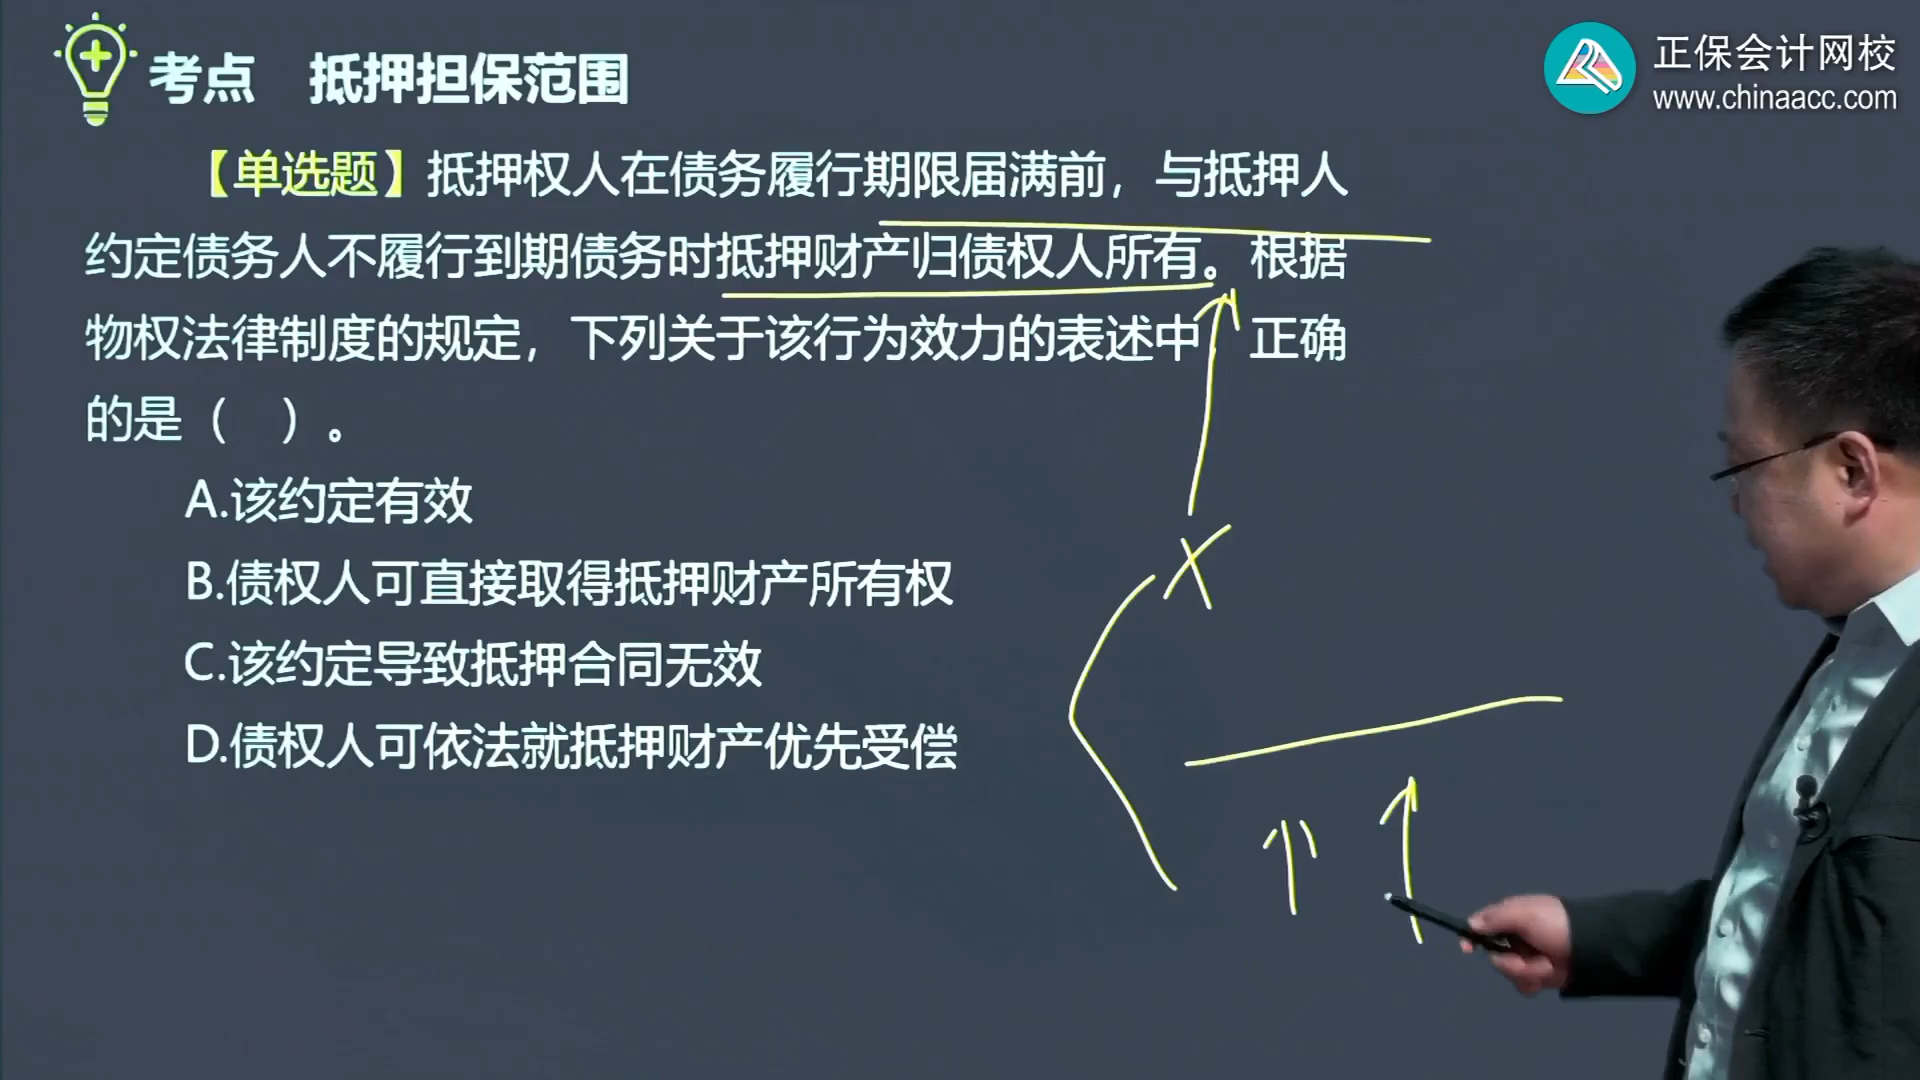 考点 抵押担保范围
正保会计网校
www.chinaacc.com
【单选题】抵押权人在债务履行期限届满前，与抵押人
约定债务人不履行到期债务时抵押财产归债权人所有。根据
物权法律制度的规定，下列关于该行为效力的表述中 正确
的是（ ）。
A.该约定有效
B.债权人可直接取得抵押财产所有权
C.该约定导致抵押合同无效
D.债权人可依法就抵押财产优先受偿